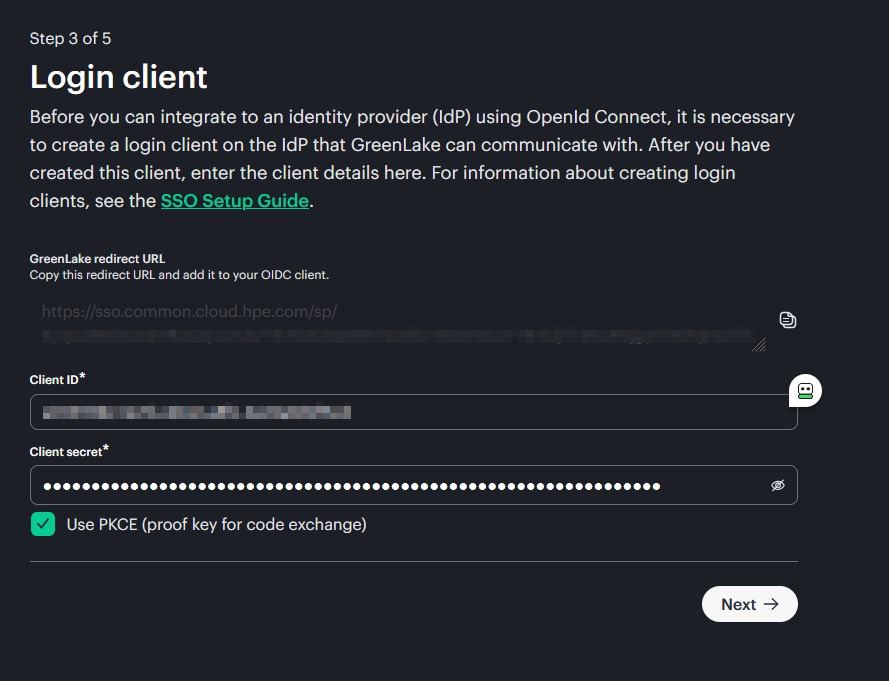 Step 3 of 5
Login client
Before you can integrate to an identity provider (IdP) using OpenId Connect, it is necessary
to create a login client on the IdP that GreenLake can communicate with. After you have
created this client, enter the client details here. For information about creating login
clients, see the SSO Setup Guide.
GreenLake redirect URL
Copy this redirect URL and add it to your OIDC client.
https://sso.common.cloud.hpe.com/sp/
Client ID*
Client secret*
Use PKCE (proof key for code exchange)
Next →